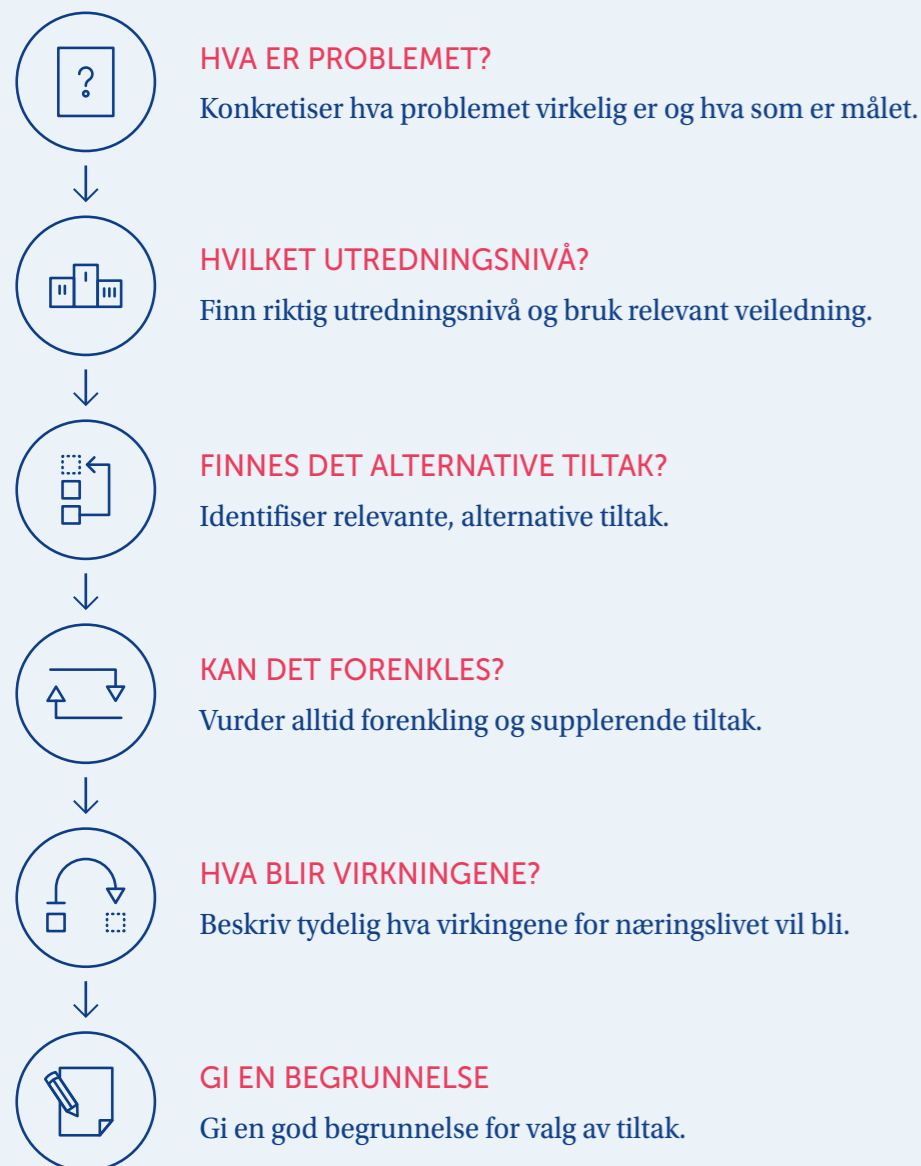 ?
HVA ER PROBLEMET?
Konkretiser hva problemet virkelig er og hva som er målet.
HVILKET UTREDNINGSNIVÅ?
Finn riktig utredningsnivå og bruk relevant veiledning.
FINNES DET ALTERNATIVE TILTAK?
Identifiser relevante, alternative tiltak.
KAN DET FORENKLES?
Vurder alltid forenkling og supplerende tiltak.
HVA BLIR VIRKNINGENE?
Beskriv tydelig hva virkingene for næringslivet vil bli.
GI EN BEGRUNNELSE
Gi en god begrunnelse for valg av tiltak.